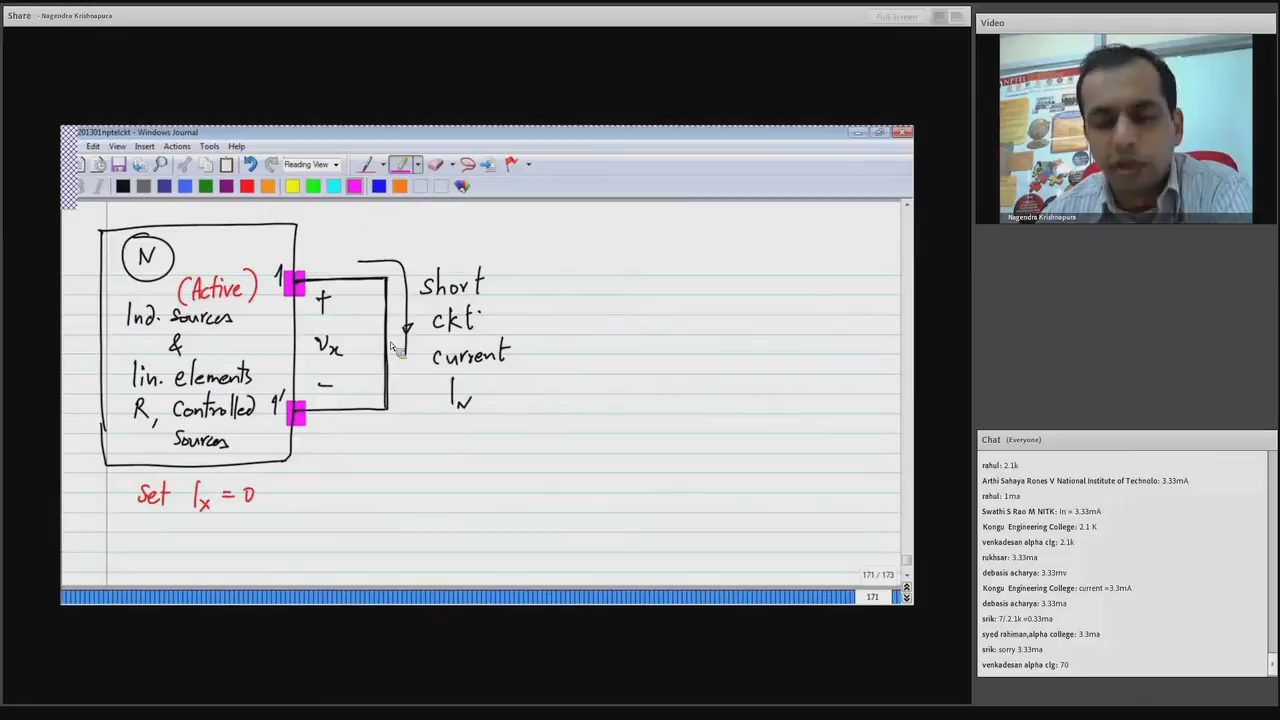 Share - Nagendra Krishnapura
Full Screen
Video
201301nptelckt - Windows Journal
Edit View Insert Actions Tools Help
Reading View
N
(Active)
Ind. sources
&
lin. elements
R, Controlled
Sources
1
+
vx
-
1'
short
ckt.
current
IN
Set Ix = 0
171 / 173
171
Nagendra Krishnapura
Chat (Everyone)
rahul: 2.1k
Arthi Sahaya Rones V National Institute of Technolo: 3.33mA
rahul: 1ma
Swathi S Rao M NITK: In = 3.33mA
Kongu Engineering College: 2.1 K
venkadesan alpha clg: 2.1k
rukhsar: 3.33ma
debasis acharya: 3.33mv
Kongu Engineering College: current =3.3mA
debasis acharya: 3.33ma
srik: 7/.2.1k =0.33ma
syed rahiman,alpha college: 3.3ma
srik: sorry 3.33ma
venkadesan alpha clg: 70